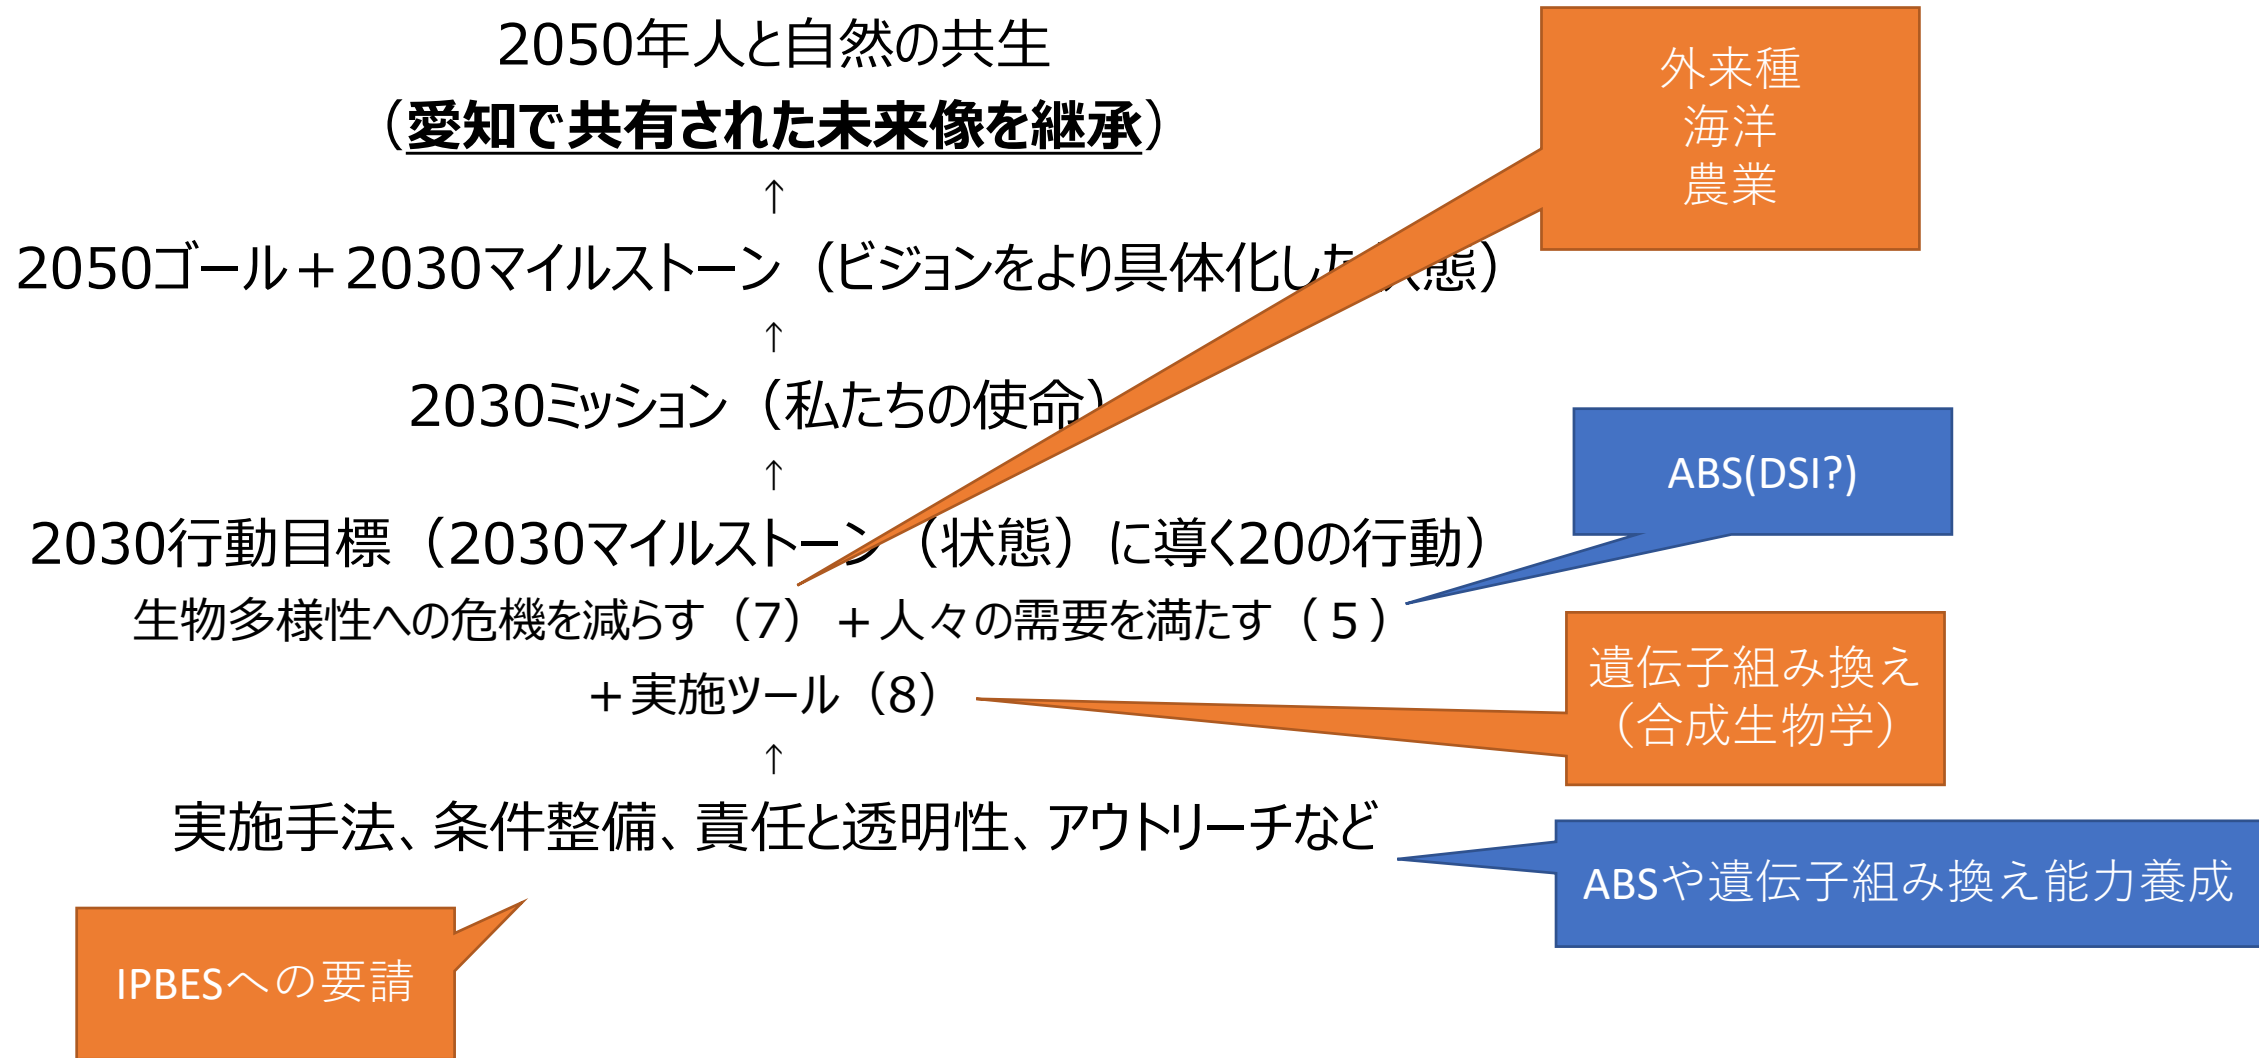 2050年人と自然の共生
（愛知で共有された未来像を継承）
↑
2050ゴール＋2030マイルストーン（ビジョンをより具体化した状態）
↑
2030ミッション（私たちの使命）
↑
2030行動目標（2030マイルストーン（状態）に導く20の行動）
生物多様性への危機を減らす（7）＋人々の需要を満たす（５）
＋実施ツール（8）
↑
実施手法、条件整備、責任と透明性、アウトリーチなど
外来種
海洋
農業
ABS(DSI?)
遺伝子組み換え
（合成生物学）
ABSや遺伝子組み換え能力養成
IPBESへの要請